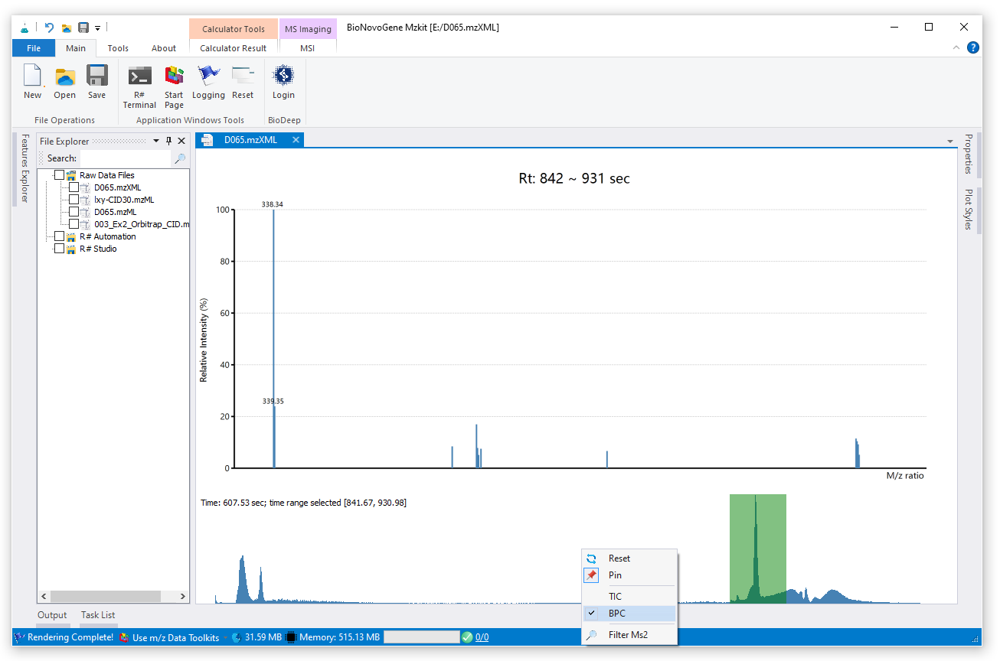 Calculator Tools
MS Imaging
BioNovoGene Mzkit [E:/D065.mzXML]
File
Main
Tools
About
Calculator Result
MSI
New
Open
Save
R#
Terminal
Start
Page
Logging
Reset
Login
File Operations
Application Windows Tools
BioDeep
Features Explorer
File Explorer
Search:
Raw Data Files
D065.mzXML
lxy-CID30.mzML
D065.mzML
003_Ex2_Orbitrap_CID.m
R# Automation
R# Studio
Output
Task List
D065.mzXML
Rt: 842 ~ 931 sec
338.34
100
80
60
40
339.35
20
0
Relative Intensity (%)
M/z ratio
Time: 607.53 sec; time range selected [841.67, 930.98]
Reset
Pin
TIC
BPC
Filter Ms2
Properties
Plot Styles
Rendering Complete!
Use m/z Data Toolkits
31.59 MB
Memory: 515.13 MB
0/0